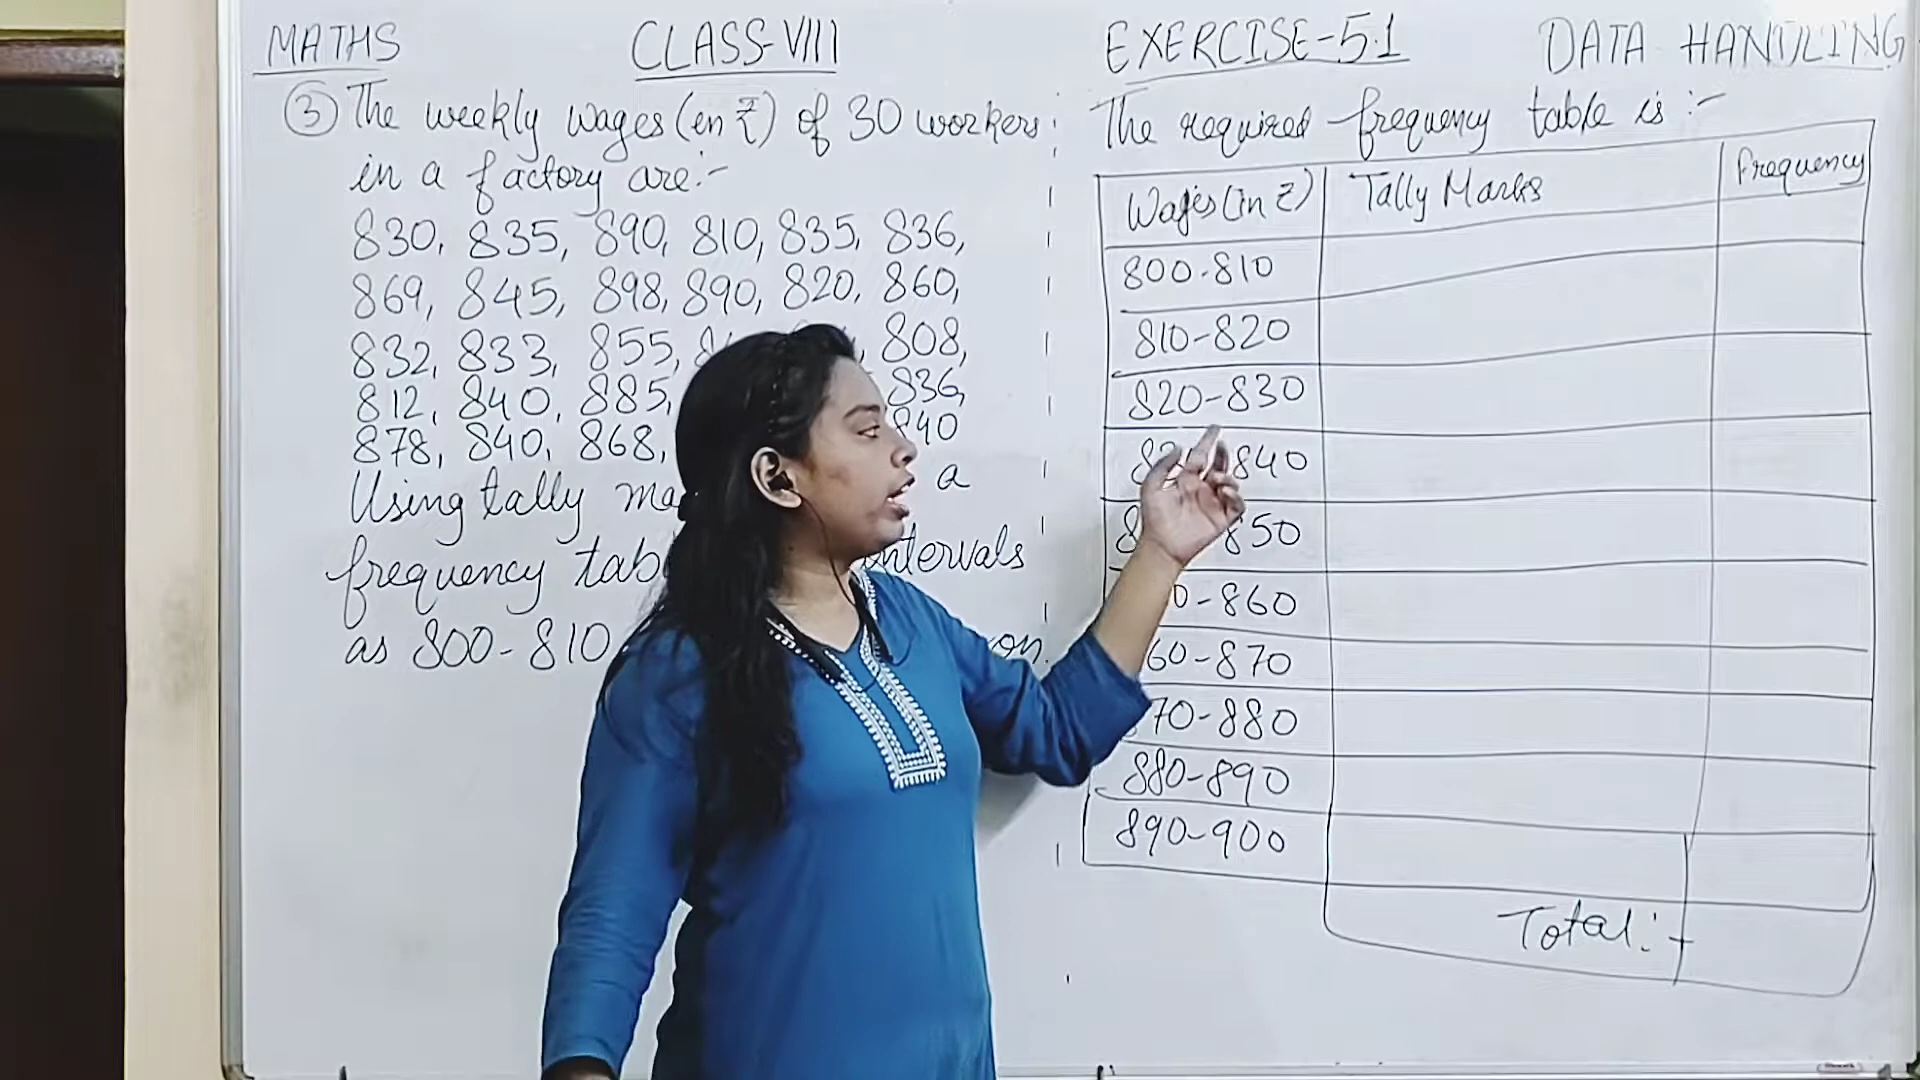 MATHS CLASS-VIII EXERCISE-5.1 DATA HANDLING
③ The weekly wages (in ₹) of 30 workers
in a factory are:-
830, 835, 890, 810, 835, 836,
869, 845, 898, 890, 820, 860,
832, 833, 855, 808,
812, 840, 885, 836,
878, 840, 868, 840
Using tally a
frequency intervals
as 800-810
The required frequency table is :-
Wages (in ₹) Tally Marks Frequency
800-810
810-820
820-830
840
850
-860
-870
-880
880-890
890-900
Total:-